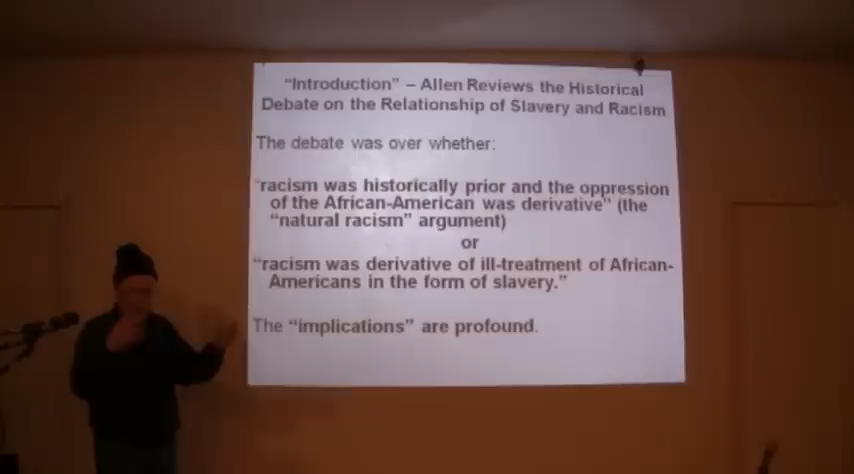 “Introduction” – Allen Reviews the Historical
Debate on the Relationship of Slavery and Racism
The debate was over whether:
“racism was historically prior and the oppression
of the African-American was derivative” (the
“natural racism” argument)
or
“racism was derivative of ill-treatment of African-
Americans in the form of slavery.”
The “implications” are profound.